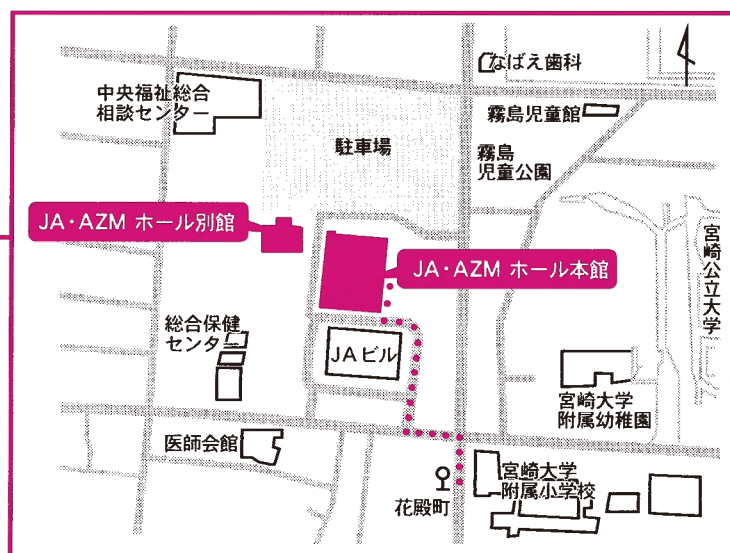 なばえ歯科
中央福祉総合
相談センター
霧島児童館
駐車場
霧島
児童公園
JA・AZM ホール別館
宮崎公立大学
JA・AZM ホール本館
総合保健
センター
JAビル
宮崎大学
附属幼稚園
医師会館
宮崎大学
附属小学校
花殿町